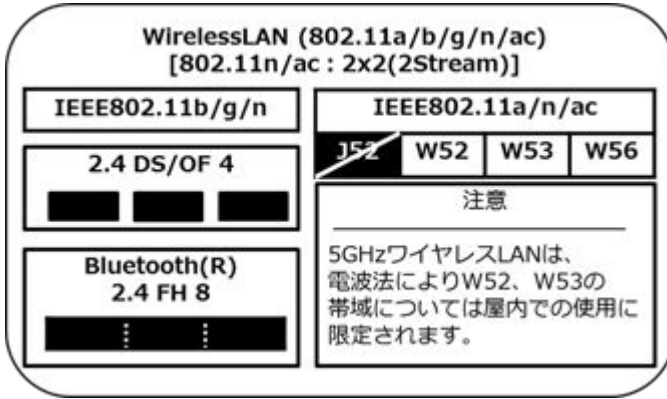 WirelessLAN (802.11a/b/g/n/ac)
[802.11n/ac : 2x2(2Stream)]
IEEE802.11b/g/n
2.4 DS/OF 4
Bluetooth(R)
2.4 FH 8
IEEE802.11a/n/ac
J52 W52 W53 W56
注意
5GHzワイヤレスLANは、
電波法によりW52、W53の
帯域については屋内での使用に
限定されます。